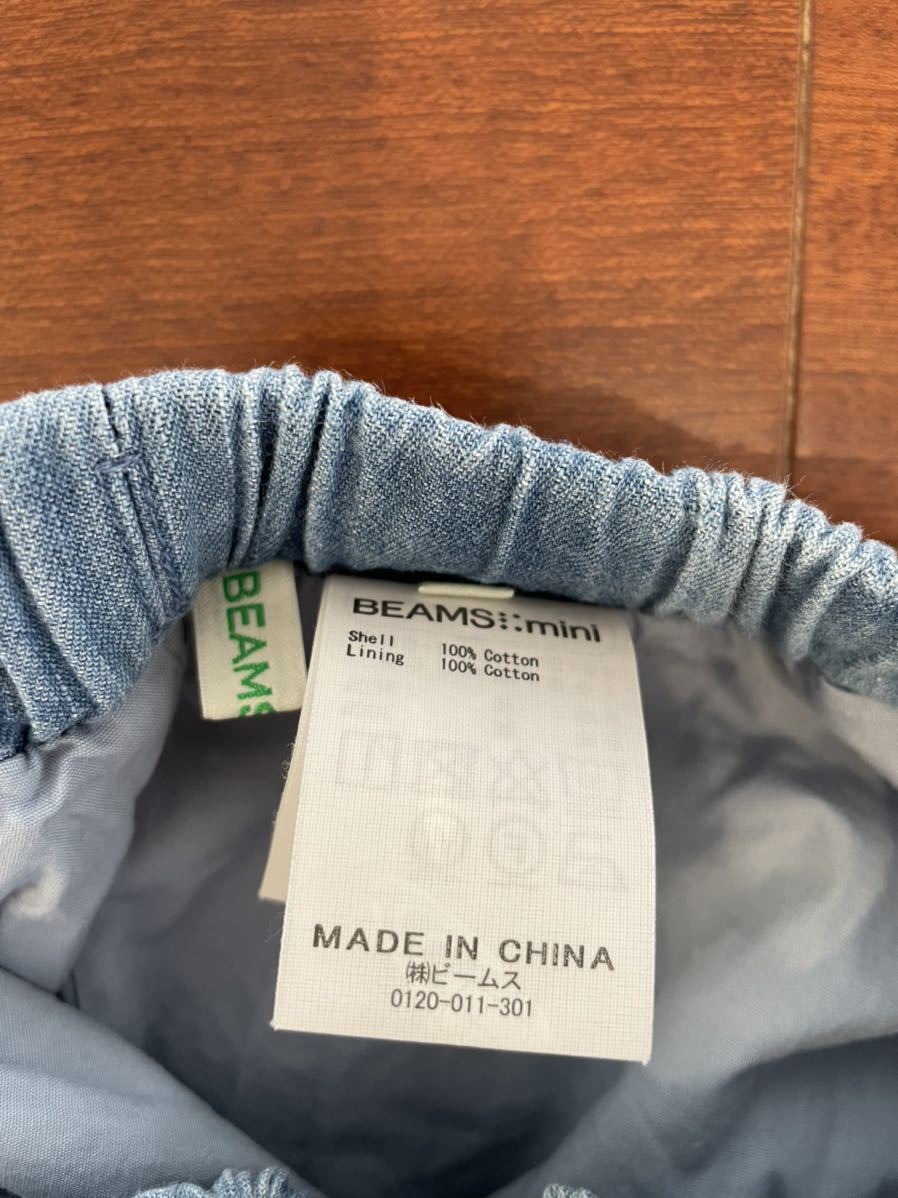 BEAMS
BEAMS::mini
Shell 100% Cotton
Lining 100% Cotton
MADE IN CHINA
㈱ビームス
0120-011-301